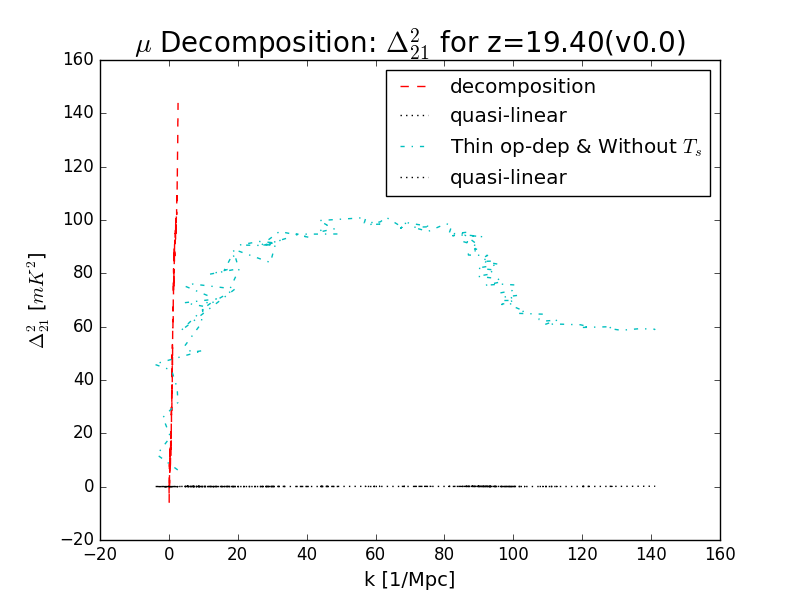 μ Decomposition: Δ²₂₁ for z=19.40(v0.0)
decomposition
quasi-linear
Thin op-dep & Without Tₛ
quasi-linear
160
140
120
100
80
60
40
20
0
−20
Δ²₂₁ [mK²]
−20 0 20 40 60 80 100 120 140 160
k [1/Mpc]